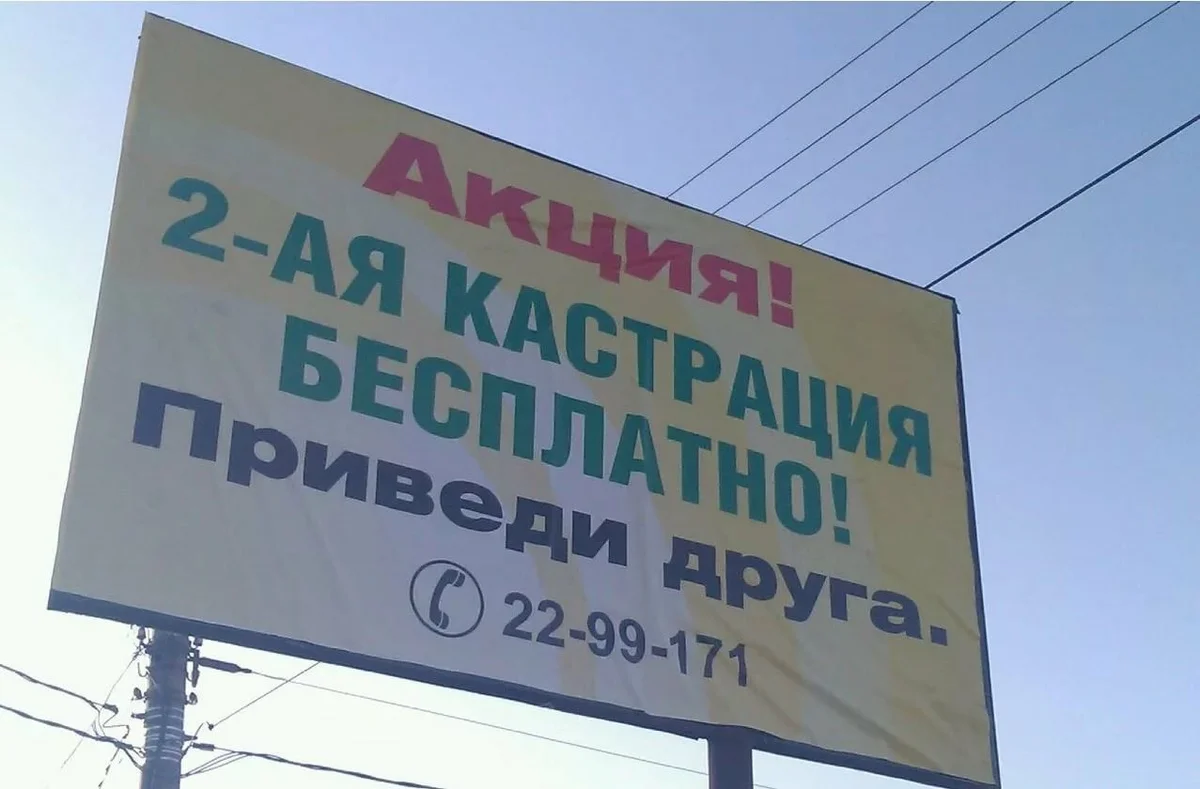 Акция!
2-АЯ КАСТРАЦИЯ
БЕСПЛАТНО!
Приведи друга.
22-99-171